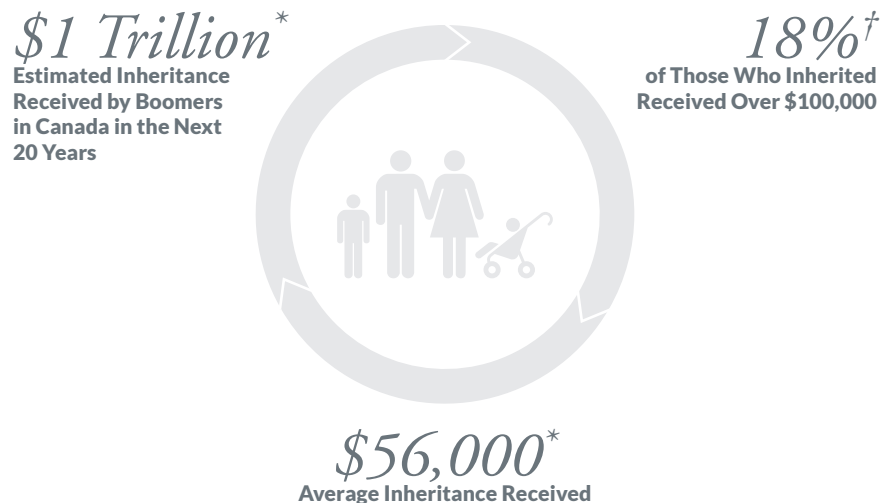 $1 Trillion*
Estimated Inheritance
Received by Boomers
in Canada in the Next
20 Years
18%†
of Those Who Inherited
Received Over $100,000
$56,000*
Average Inheritance Received